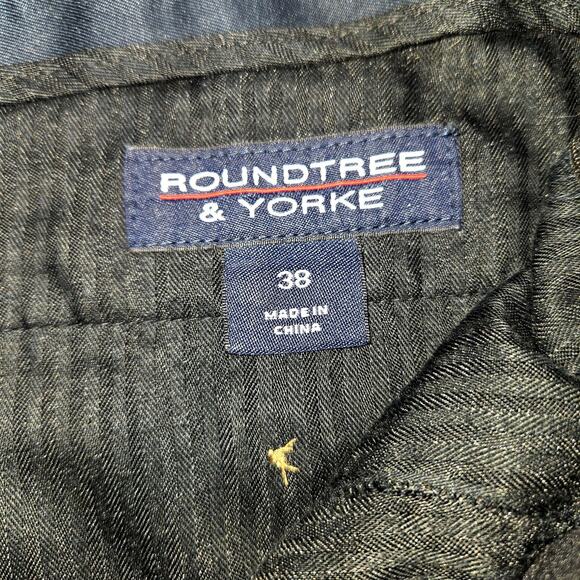 ROUNDTREE
& YORKE
38
MADE IN
CHINA